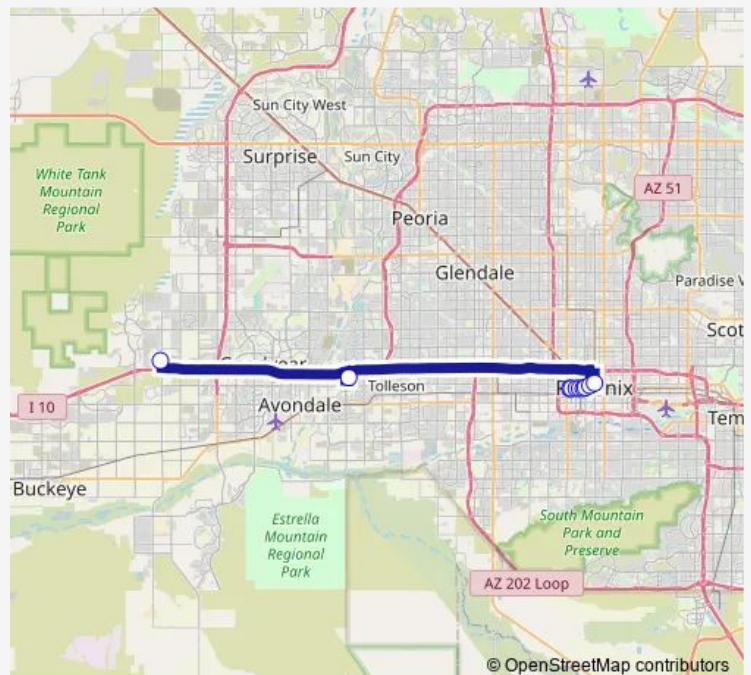 Sun City West
Surprise
Sun City
White Tank
Mountain
Regional
Park
AZ 51
Peoria
Glendale
Paradise V
Scot
I 10
Tolleson
Avondale
Tem
Buckeye
Estrella
Mountain
Regional
Park
South Mountain
Park and
Preserve
AZ 202 Loop
© OpenStreetMap contributors